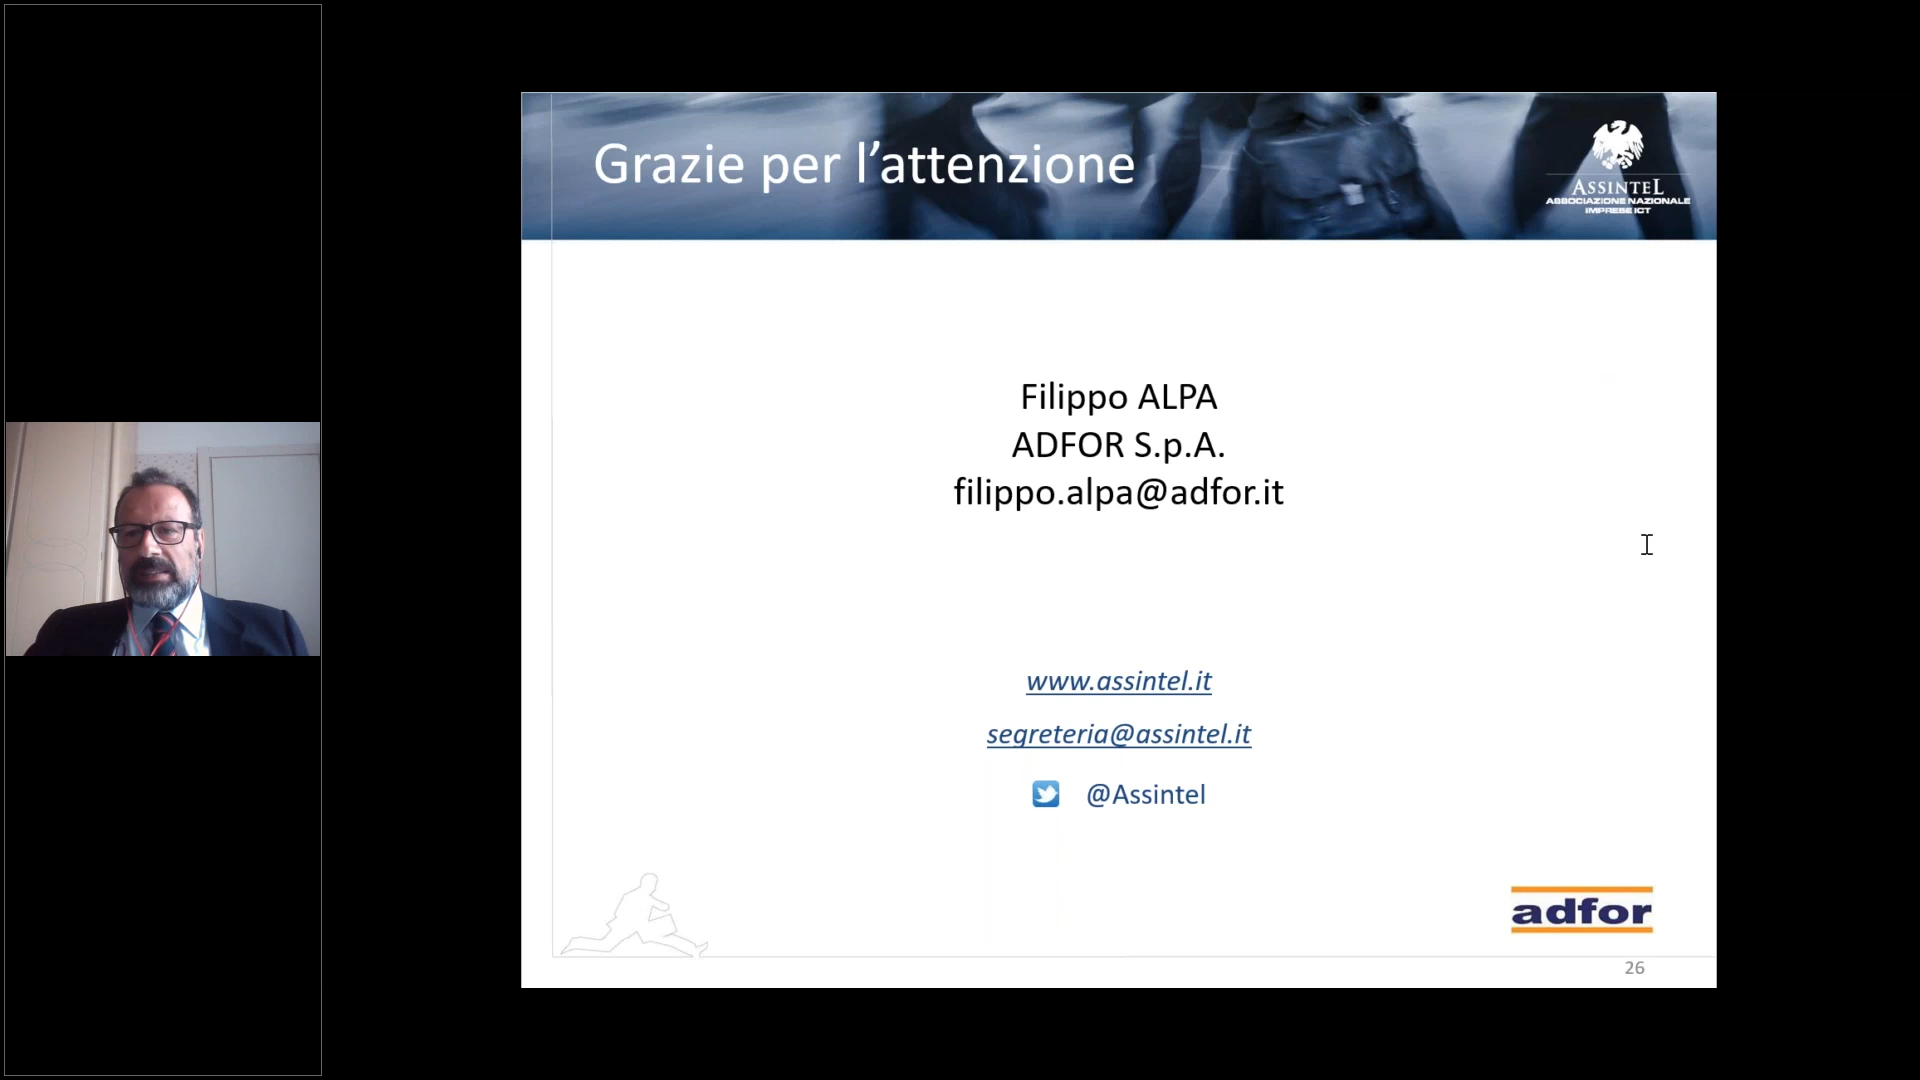 Grazie per l’attenzione
ASSINTEL
ASSOCIAZIONE NAZIONALE
IMPRESE ICT
Filippo ALPA
ADFOR S.p.A.
filippo.alpa@adfor.it
www.assintel.it
segreteria@assintel.it
@Assintel
adfor
26